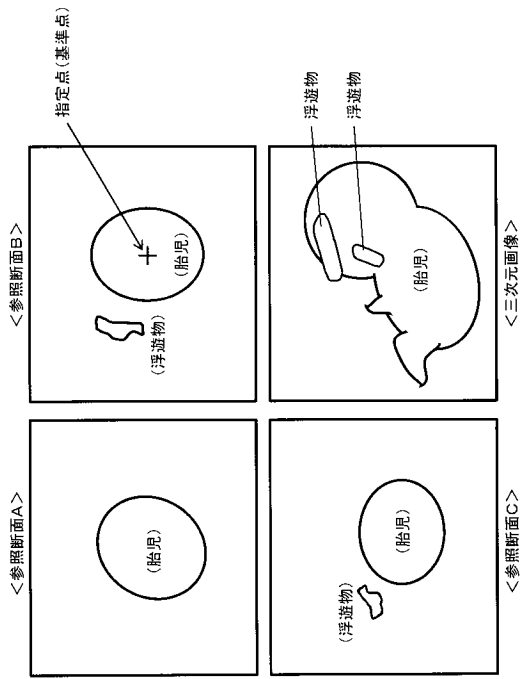 <参照断面A>
(胎児)
<参照断面B>
指定点(基準点)
(胎児)
(浮遊物)
<参照断面C>
(浮遊物)
(胎児)
<三次元画像>
浮遊物
浮遊物
(胎児)